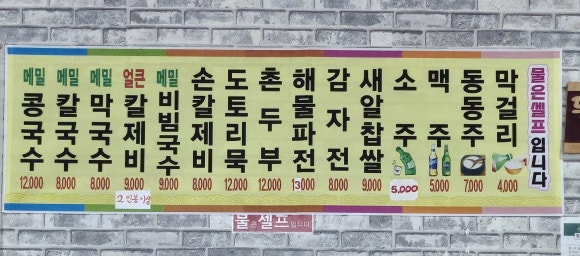 메밀 콩국수 12,000
메밀 칼국수 8,000
메밀 막국수 8,000
얼큰 칼제비 9,000
2인분 이상
메밀 비빔국수 9,000
손칼제비 8,000
도토리묵 12,000
촌두부 12,000
해물파전 13000
감자전 8,000
새알찹쌀 9,000
소주 5,000
맥주 5,000
동동주 7,000
막걸리 4,000
물은셀프입니다
물은셀프입니다.